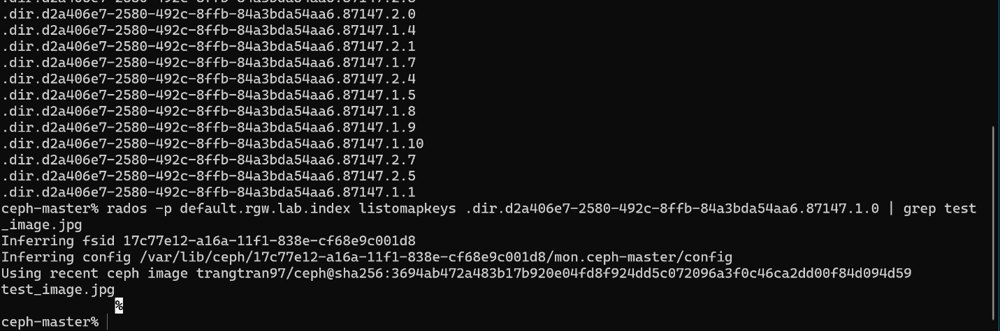 .dir.d2a406e7-2580-492c-8ffb-84a3bda54aa6.87147.2.0
.dir.d2a406e7-2580-492c-8ffb-84a3bda54aa6.87147.1.4
.dir.d2a406e7-2580-492c-8ffb-84a3bda54aa6.87147.2.1
.dir.d2a406e7-2580-492c-8ffb-84a3bda54aa6.87147.1.7
.dir.d2a406e7-2580-492c-8ffb-84a3bda54aa6.87147.2.4
.dir.d2a406e7-2580-492c-8ffb-84a3bda54aa6.87147.1.5
.dir.d2a406e7-2580-492c-8ffb-84a3bda54aa6.87147.1.8
.dir.d2a406e7-2580-492c-8ffb-84a3bda54aa6.87147.1.9
.dir.d2a406e7-2580-492c-8ffb-84a3bda54aa6.87147.1.10
.dir.d2a406e7-2580-492c-8ffb-84a3bda54aa6.87147.2.7
.dir.d2a406e7-2580-492c-8ffb-84a3bda54aa6.87147.2.5
.dir.d2a406e7-2580-492c-8ffb-84a3bda54aa6.87147.1.1
ceph-master% rados -p default.rgw.lab.index listomapkeys .dir.d2a406e7-2580-492c-8ffb-84a3bda54aa6.87147.1.0 | grep test
_image.jpg
Inferring fsid 17c77e12-a16a-11f1-838e-cf68e9c001d8
Inferring config /var/lib/ceph/17c77e12-a16a-11f1-838e-cf68e9c001d8/mon.ceph-master/config
Using recent ceph image trangtran97/ceph@sha256:3694ab472a483b17b920e04fd8f924dd5c072096a3f0c46ca2dd00f84d094d59
test_image.jpg
%
ceph-master%